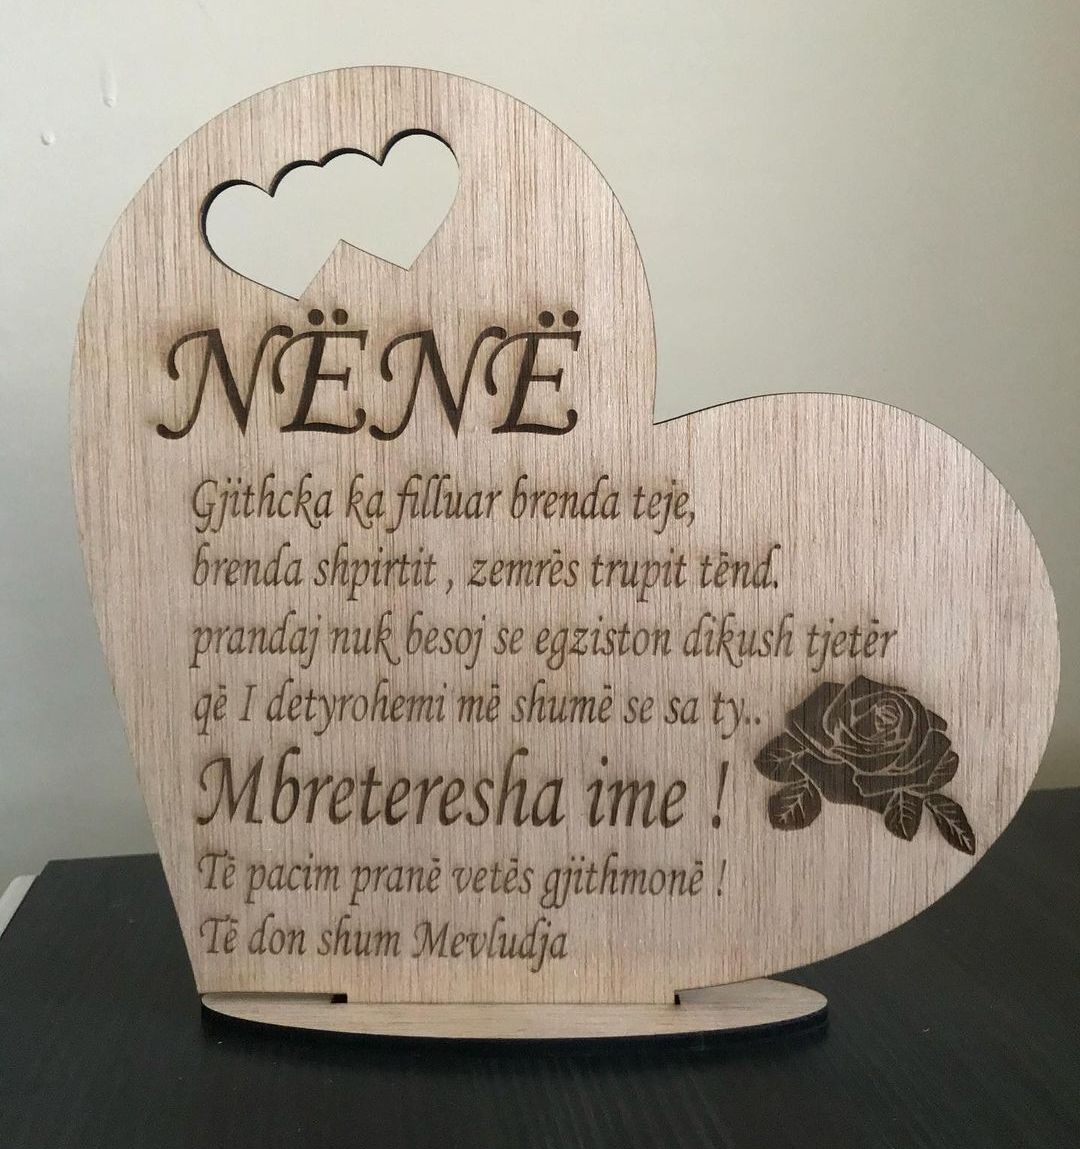 NËNË
Gjithcka ka filluar brenda teje,
brenda shpirtit , zemrës trupit tënd.
prandaj nuk besoj se egziston dikush tjetër
që I detyrohemi më shumë se sa ty..
Mbreteresha ime !
Të pacim pranë vetës gjithmonë !
Të don shum Mevludja